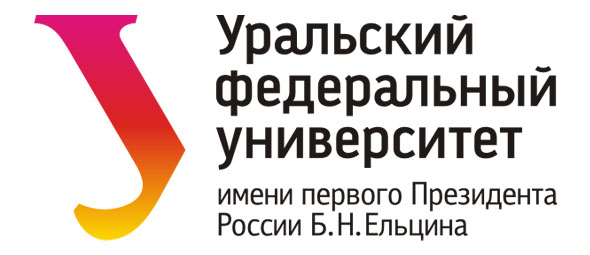 Уральский
федеральный
университет
имени первого Президента
России Б.Н.Ельцина